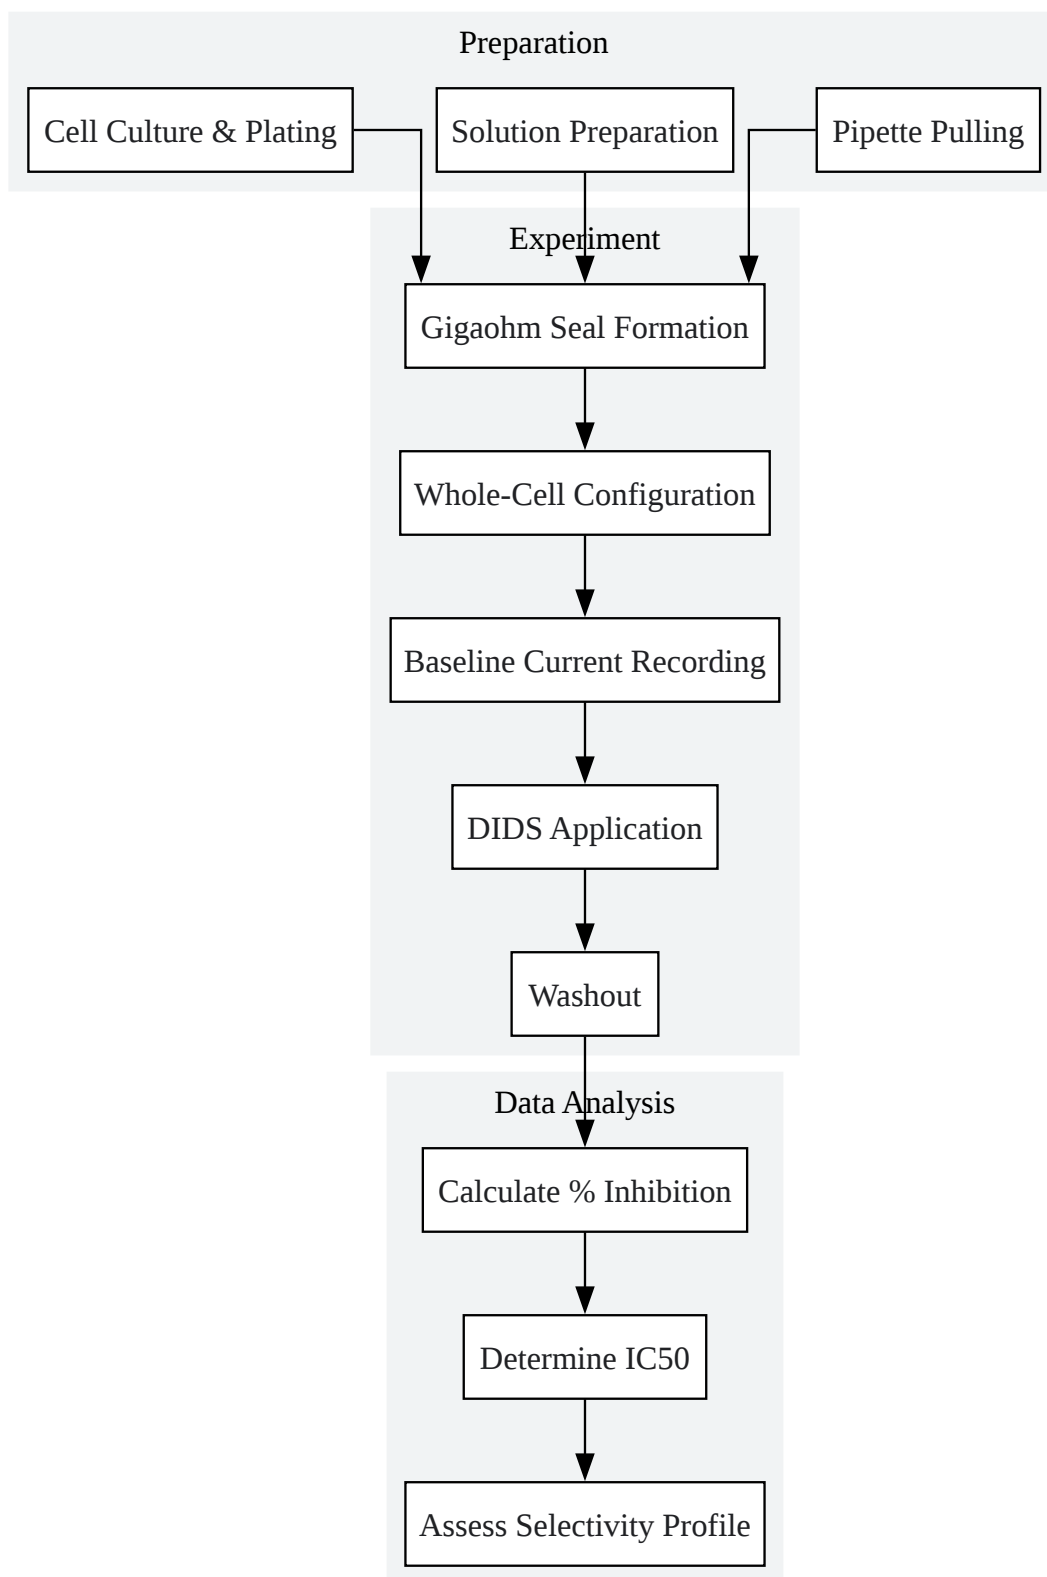 Preparation
Cell Culture & Plating
Solution Preparation
Pipette Pulling
Experiment
Gigaohm Seal Formation
Whole-Cell Configuration
Baseline Current Recording
DIDS Application
Washout
Data Analysis
Calculate % Inhibition
Determine IC50
Assess Selectivity Profile